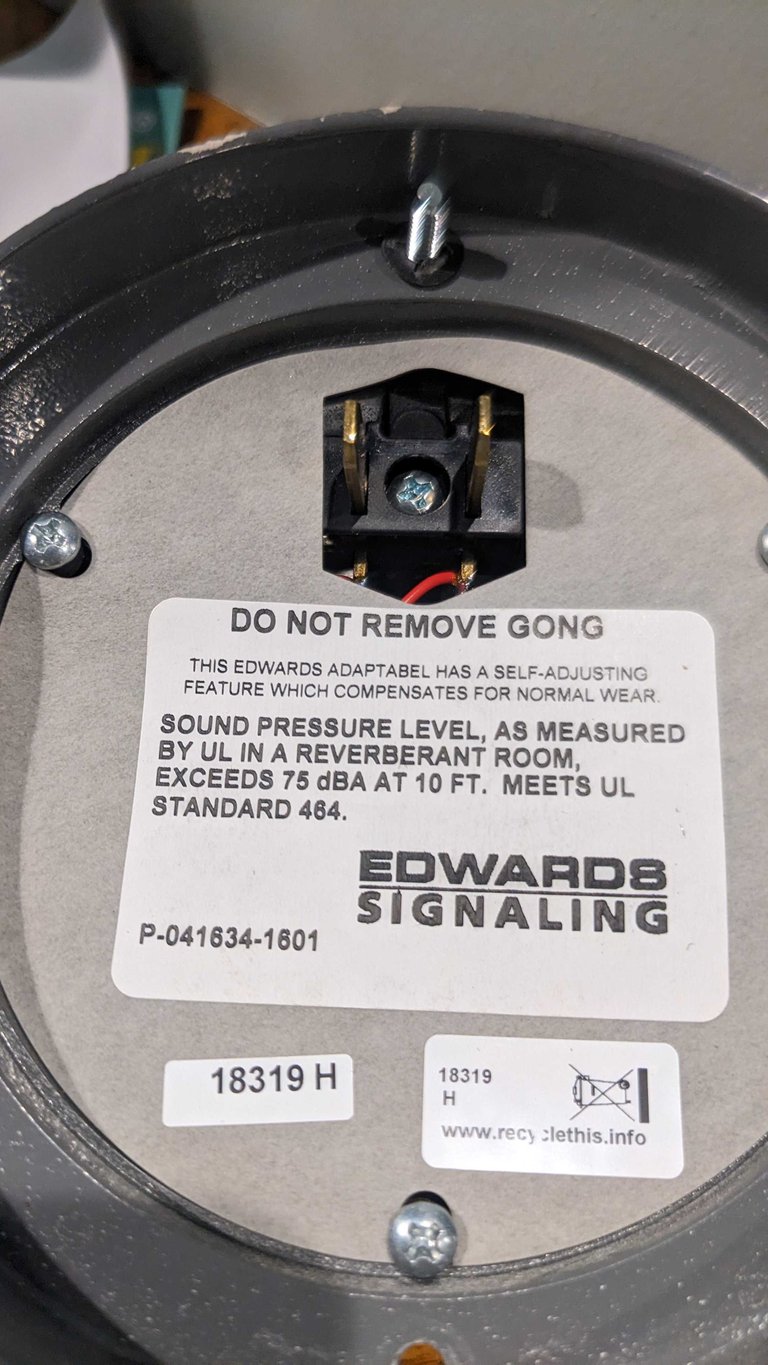 DO NOT REMOVE GONG
THIS EDWARDS ADAPTABEL HAS A SELF-ADJUSTING
FEATURE WHICH COMPENSATES FOR NORMAL WEAR.
SOUND PRESSURE LEVEL, AS MEASURED
BY UL IN A REVERBERANT ROOM,
EXCEEDS 75 dBA AT 10 FT. MEETS UL
STANDARD 464.
EDWARDS
SIGNALING
P-041634-1601
18319 H
18319
H
www.recyclethis.info